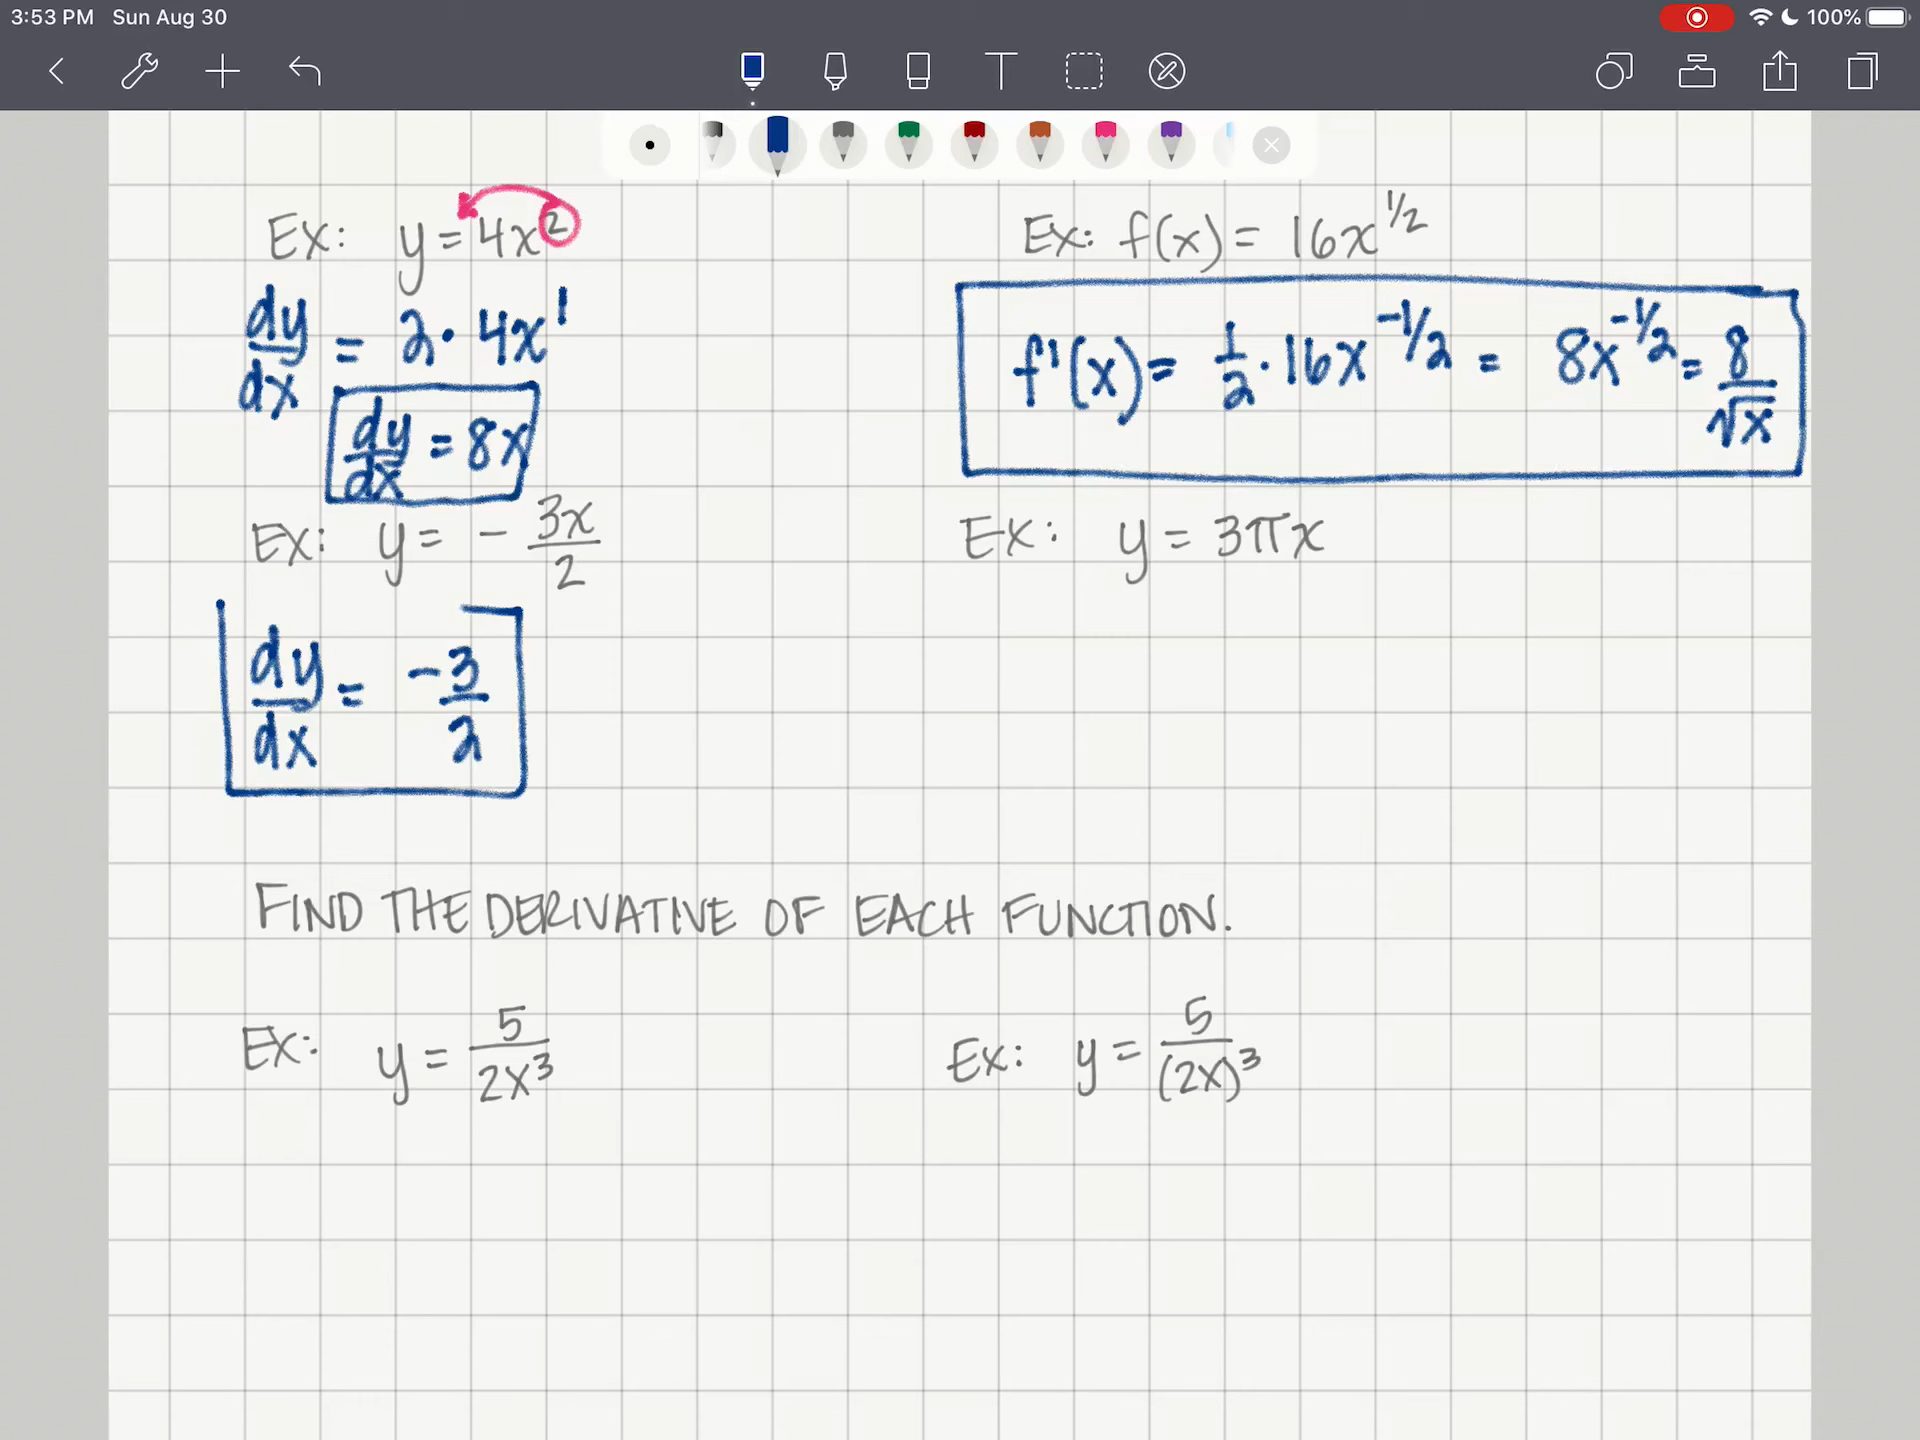 3:53 PM Sun Aug 30 100%
Ex: y = 4x²
dy/dx = 2 · 4x¹
dy/dx = 8x
Ex: f(x) = 16x^1/2
f'(x) = 1/2 · 16x^-1/2 = 8x^-1/2 = 8/√x
Ex: y = - 3x/2
dy/dx = -3/2
Ex: y = 3πx
FIND THE DERIVATIVE OF EACH FUNCTION.
Ex: y = 5/2x³
Ex: y = 5/(2x)³